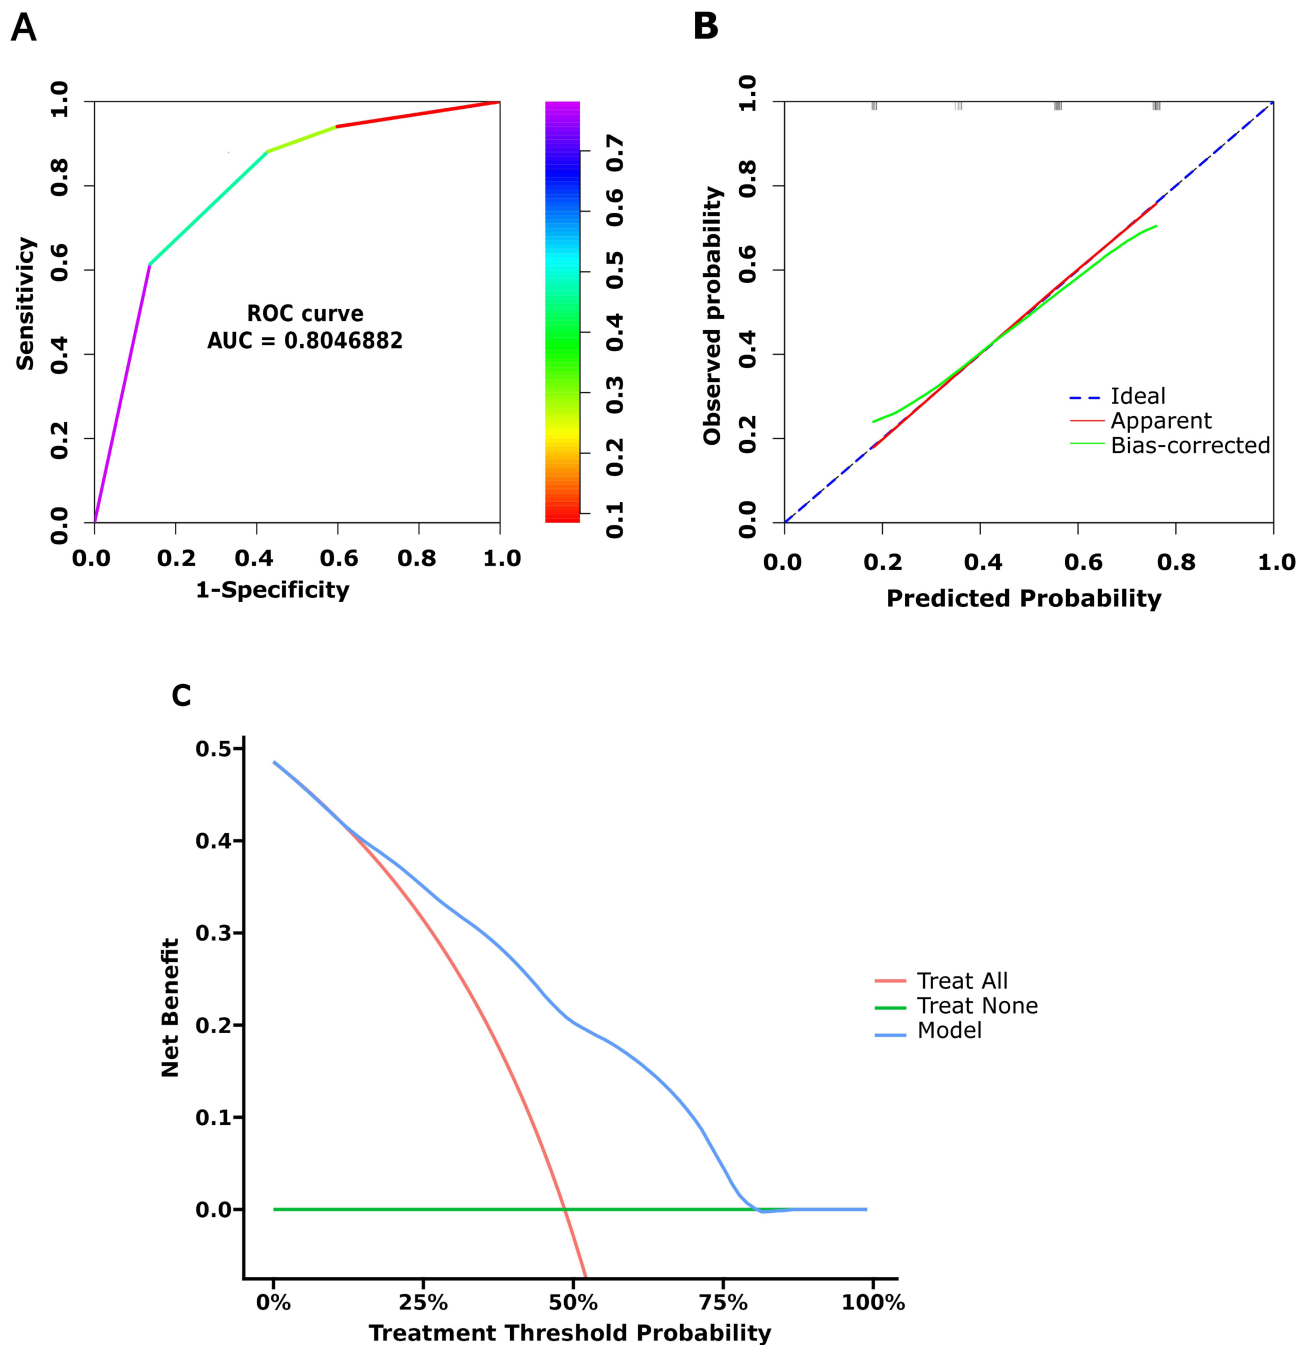 A
1.0
0.8
0.6
0.4
0.2
0.0
Sensitivicy
ROC curve
AUC = 0.8046882
0.0 0.2 0.4 0.6 0.8 1.0
1-Specificity
0.7
0.6
0.5
0.4
0.3
0.2
0.1
B
1.0
0.8
0.6
0.4
0.2
0.0
Observed probability
Ideal
Apparent
Bias-corrected
0.0 0.2 0.4 0.6 0.8 1.0
Predicted Probability
C
0.5
0.4
0.3
0.2
0.1
0.0
Net Benefit
Treat All
Treat None
Model
0% 25% 50% 75% 100%
Treatment Threshold Probability